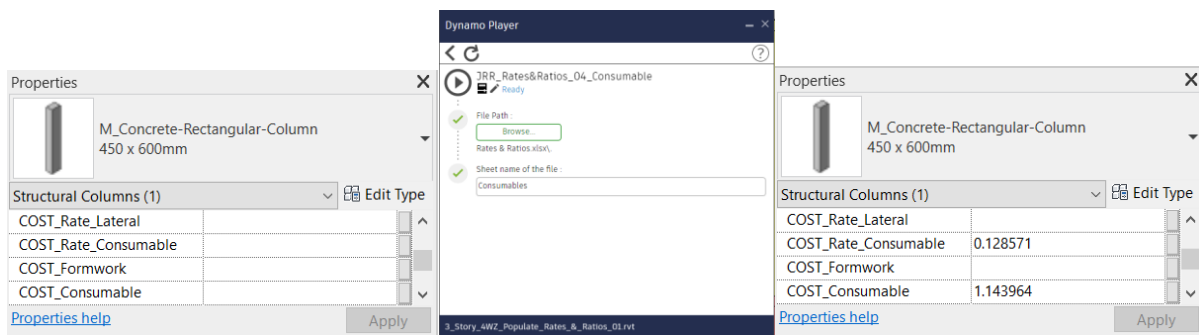 Properties
M_Concrete-Rectangular-Column
450 x 600mm
Structural Columns (1)
Edit Type
COST_Rate_Lateral
COST_Rate_Consumable
COST_Formwork
COST_Consumable
Properties help
Apply
Dynamo Player
JRR_Rates&Ratios_04_Consumable
Ready
File Path :
Browse...
Rates & Ratios.xlsx\.
Sheet name of the file :
Consumables
3_Story_4WZ_Populate_Rates_&_Ratios_01.rvt
Properties
M_Concrete-Rectangular-Column
450 x 600mm
Structural Columns (1)
Edit Type
COST_Rate_Lateral
COST_Rate_Consumable 0.128571
COST_Formwork
COST_Consumable 1.143964
Properties help
Apply